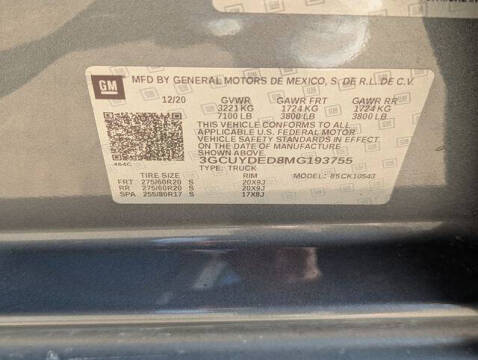 GM
MFD BY GENERAL MOTORS DE MEXICO, S. DE R.L. DE C.V.
12/20 GVWR GAWR FRT GAWR RR
3221 KG 1724 KG 1724 KG
7100 LB 3800 LB 3800 LB
THIS VEHICLE CONFORMS TO ALL APPLICABLE
U.S. FEDERAL MOTOR
VEHICLE SAFETY STANDARDS IN EFFECT
ON THE DATE OF MANUFACTURE SHOWN ABOVE.
3GCUYDED8MG193755
TYPE: TRUCK
464C
TIRE SIZE RIM MODEL: 85CK10543
FRT 275/60R20 S 20X9J
RR 275/60R20 S 20X9J
SPA 255/80R17 S 17X8J